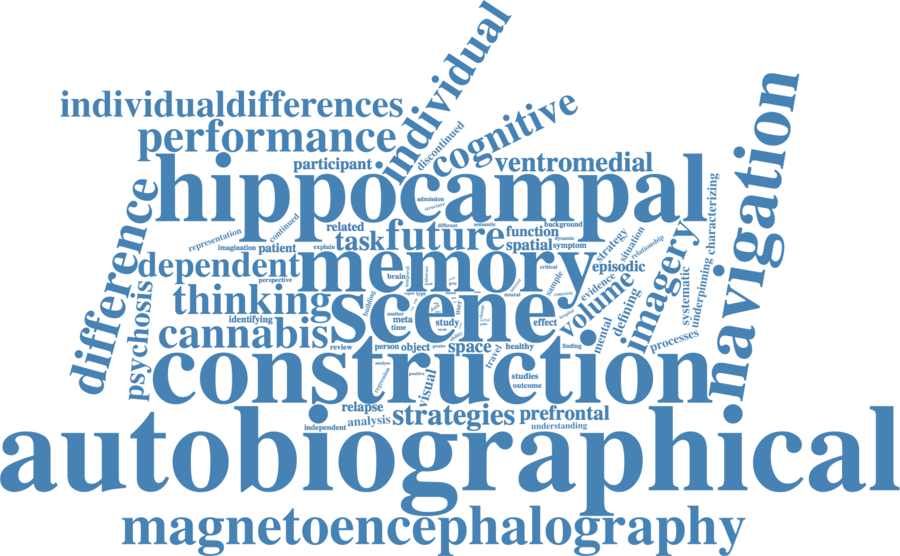 individual
individualdifferences
cognitive
performance
discontinued
participant
ventromedial
navigation
hippocampal
admission
structure
difference
characterizing
representation
continued
related
different
semantic
background
function
strategy
situation
relationship
imagination
patient
explain
task
future
spatial
dynamic
symptom
imagery
dependent
memory
critical
episodic
perspective
brain
sample
evidence
systematic
underpinning
psychosis
thinking
building
scene
type
neural
concrete
volume
defining
identifying
matter
meta
time
study
effect
cannabis
mental
processes
review
person
object
space
healthy
finding
construction
travel
regression
visual
positive
studies
outcome
relapse
analysis
strategies
prefrontal
independent
understanding
autobiographical
magnetoencephalography